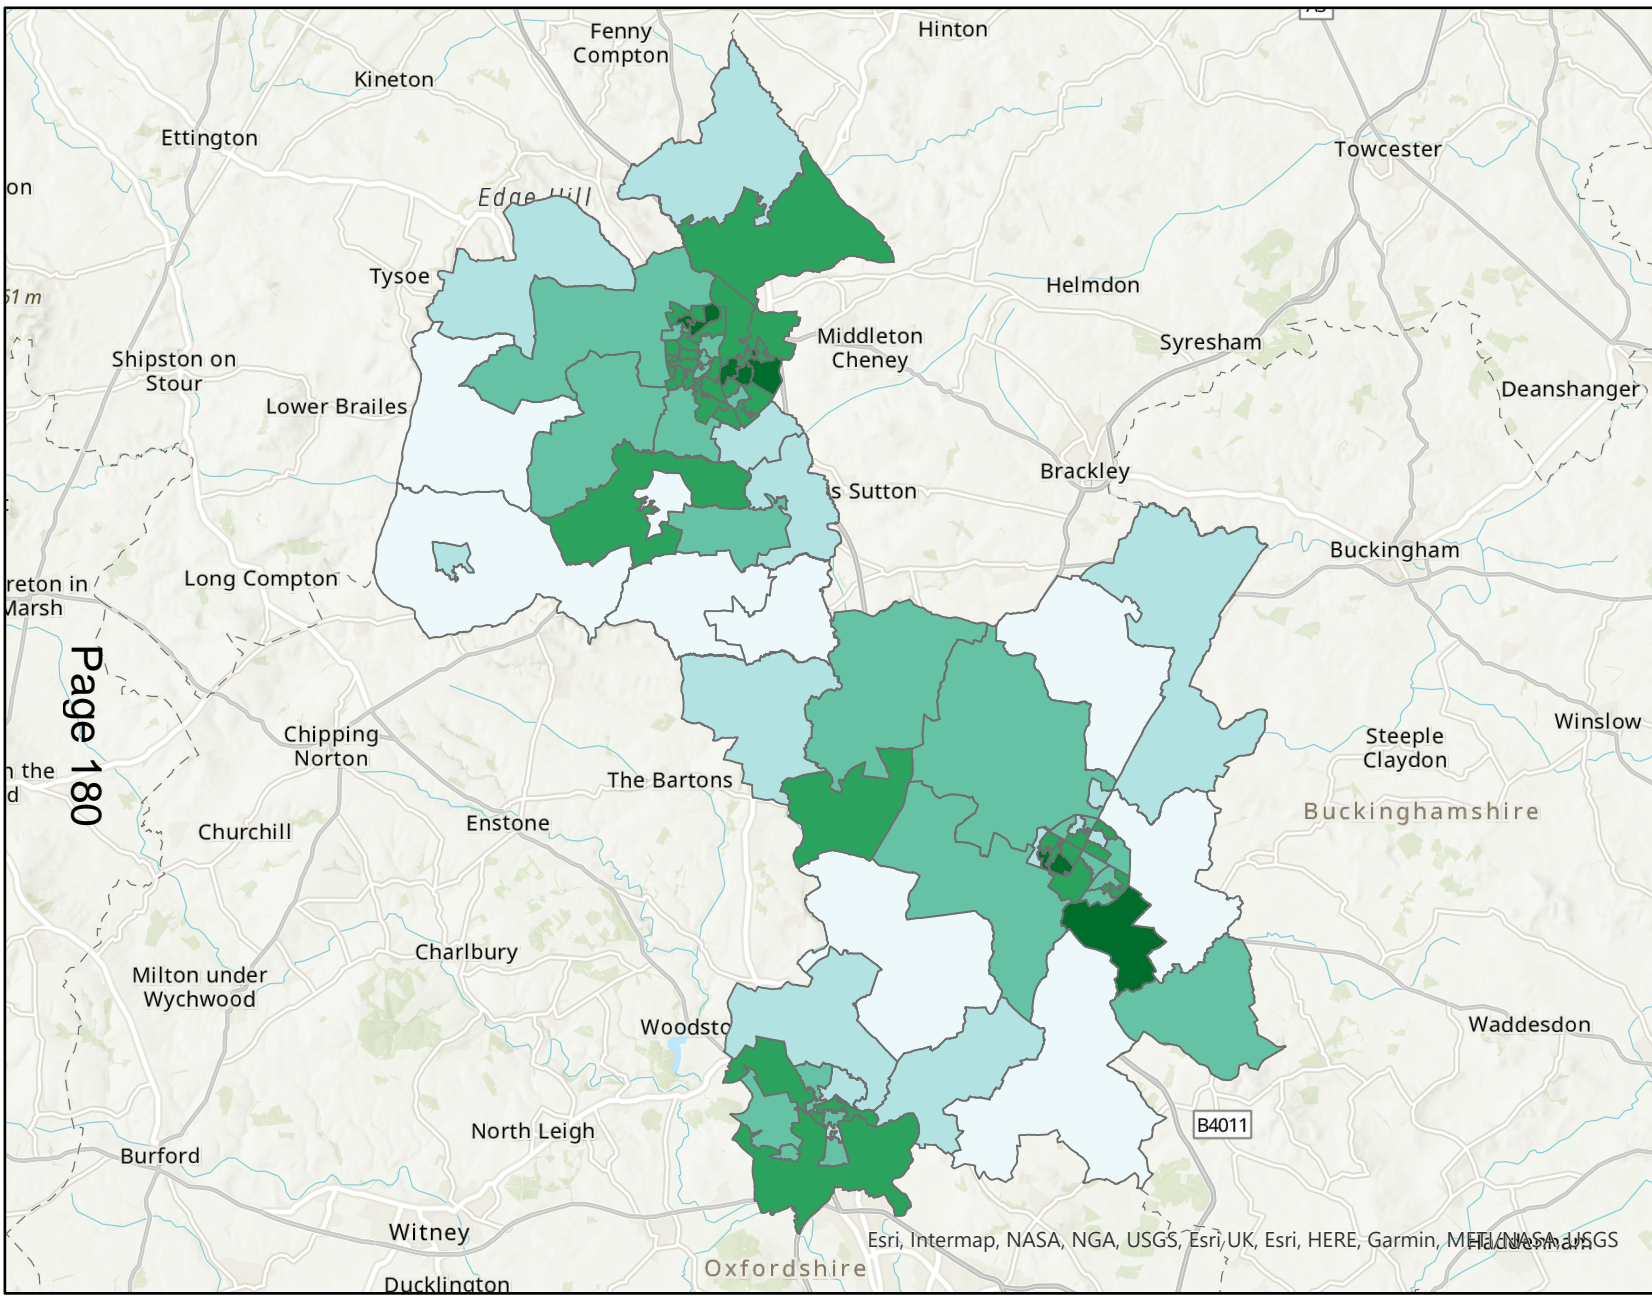 A5
Fenny
Compton
Hinton
Kineton
Ettington
Towcester
on
Edge Hill
Tysoe
Helmdon
51 m
Middleton
Cheney
Syresham
Shipston on
Stour
Deanshanger
Lower Brailes
Brackley
s Sutton
Buckingham
Long Compton
reton in
Marsh
Page 180
Chipping
Norton
Steeple
Claydon
Winslow
n the
d
The Bartons
Buckinghamshire
Churchill
Enstone
Charlbury
Milton under
Wychwood
Woodsto
Waddesdon
North Leigh
B4011
Burford
Witney
Esri, Intermap, NASA, NGA, USGS, Esri UK, Esri, HERE, Garmin, METI/NASA, USGS
Haddenham
Oxfordshire
Ducklington